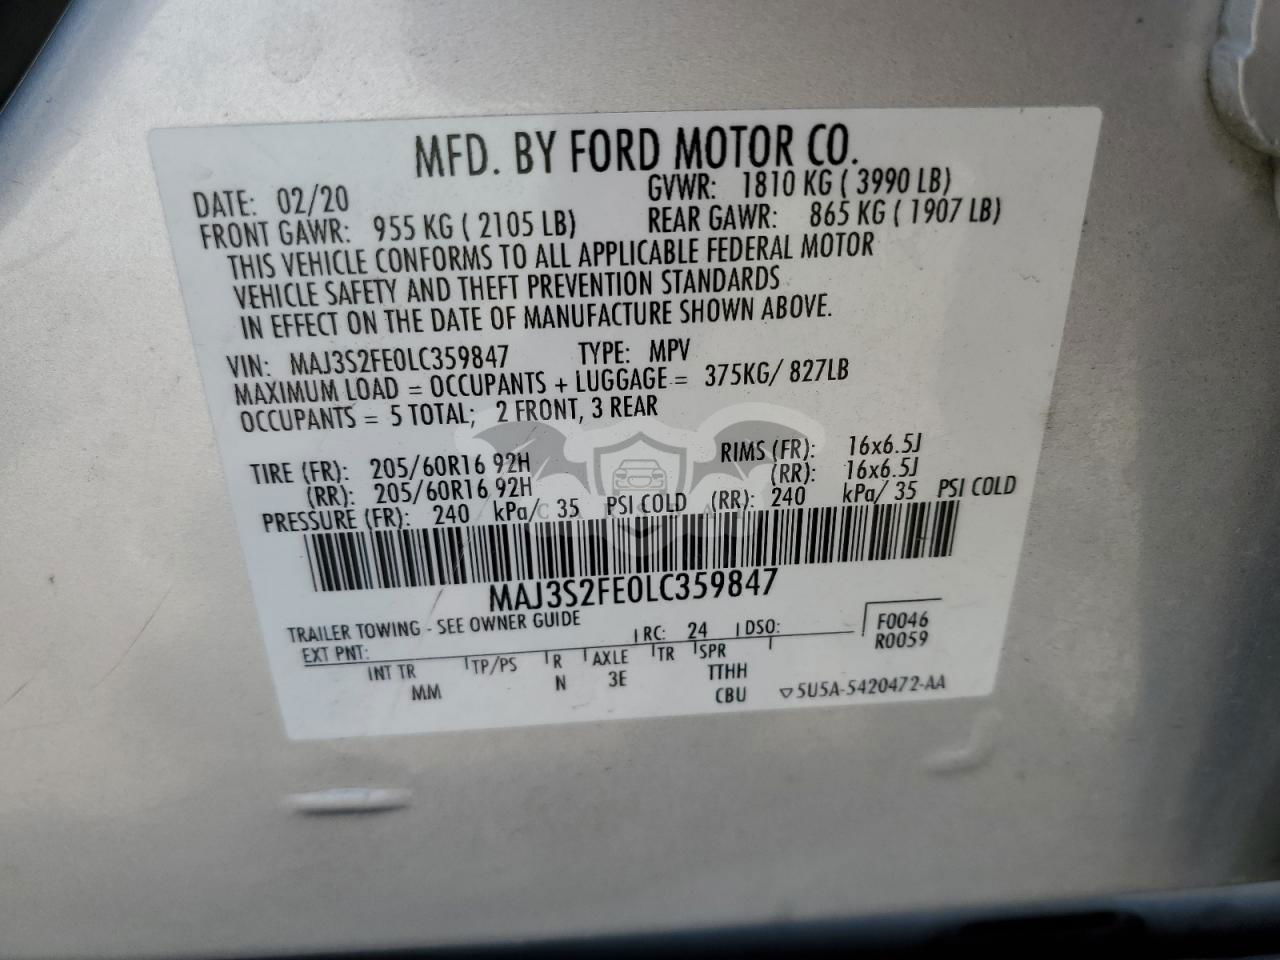 MFD. BY FORD MOTOR CO.
DATE: 02/20 GVWR: 1810 KG ( 3990 LB)
FRONT GAWR: 955 KG ( 2105 LB) REAR GAWR: 865 KG ( 1907 LB)
THIS VEHICLE CONFORMS TO ALL APPLICABLE FEDERAL MOTOR
VEHICLE SAFETY AND THEFT PREVENTION STANDARDS
IN EFFECT ON THE DATE OF MANUFACTURE SHOWN ABOVE.
VIN: MAJ3S2FE0LC359847 TYPE: MPV
MAXIMUM LOAD = OCCUPANTS + LUGGAGE = 375KG/ 827LB
OCCUPANTS = 5 TOTAL; 2 FRONT, 3 REAR
TIRE (FR): 205/60R16 92H RIMS (FR): 16x6.5J
(RR): 205/60R16 92H (RR): 16x6.5J
PRESSURE (FR): 240 kPa/ 35 PSI COLD (RR): 240 kPa/ 35 PSI COLD
MAJ3S2FE0LC359847
TRAILER TOWING - SEE OWNER GUIDE
EXT PNT: RC: 24 DSO: F0046
R0059
INT TR TP/PS R AXLE TR SPR
MM N 3E TTHH
CBU ▽5U5A-5420472-AA